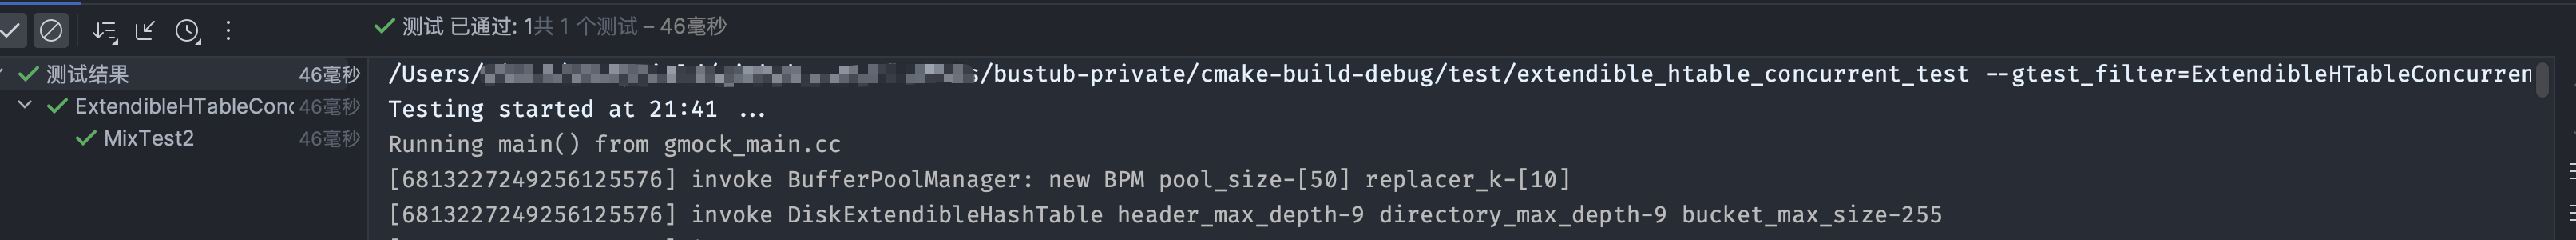 测试 已通过: 1共 1 个测试 – 46毫秒
测试结果 46毫秒
ExtendibleHTableConc 46毫秒
MixTest2 46毫秒
/Users/ s/bustub-private/cmake-build-debug/test/extendible_htable_concurrent_test --gtest_filter=ExtendibleHTableConcurren
Testing started at 21:41 ...
Running main() from gmock_main.cc
[6813227249256125576] invoke BufferPoolManager: new BPM pool_size-[50] replacer_k-[10]
[6813227249256125576] invoke DiskExtendibleHashTable header_max_depth-9 directory_max_depth-9 bucket_max_size-255